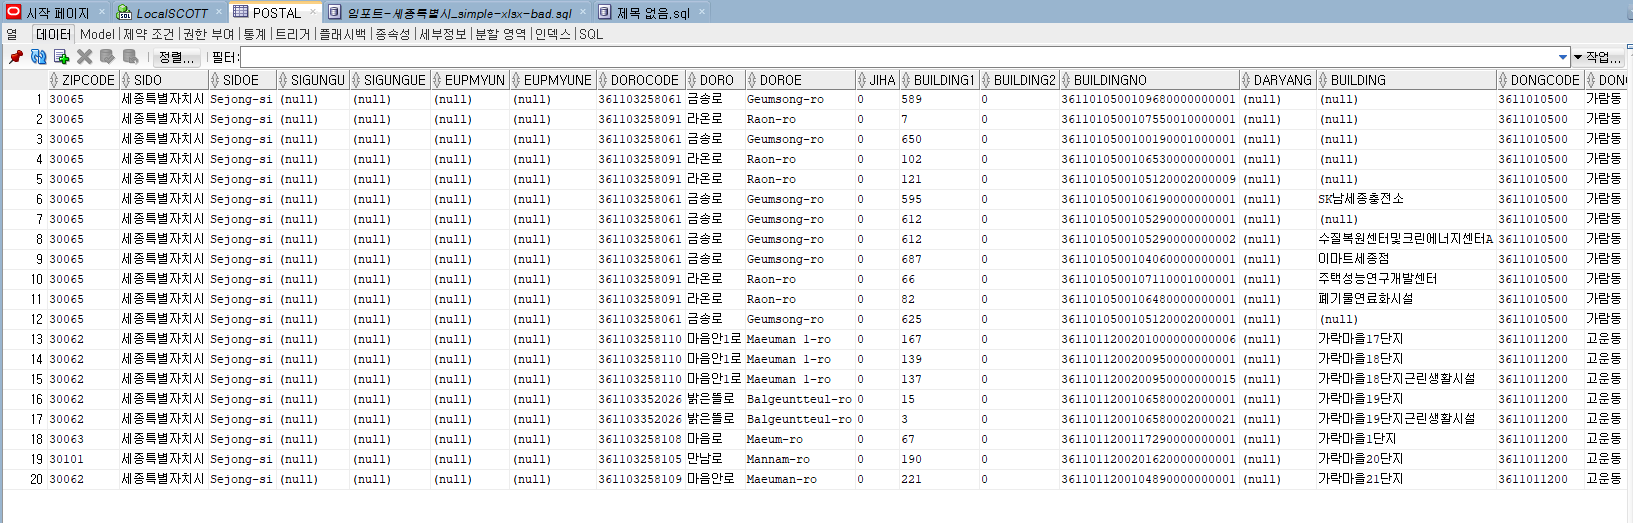 시작 페이지 LocalSCOTT POSTAL 임포트-세종특별시_simple-xlsx-bad.sql 제목 없음.sql
열 데이터 Model 제약 조건 권한 부여 통계 트리거 플래시백 종속성 세부정보 분할 영역 인덱스 SQL
정렬... 필터: 작업...
ZIPCODE SIDO SIDOE SIGUNGU SIGUNGUE EUPMYUN EUPMYUNE DOROCODE DORO DOROE JIHA BUILDING1 BUILDING2 BUILDINGNO DARYANG BUILDING DONGCODE
1 30065 세종특별자치시 Sejong-si (null) (null) (null) (null) 361103258061 금송로 Geumsong-ro 0 589 0 3611010500109680000000001 (null) (null) 3611010500 가람동
2 30065 세종특별자치시 Sejong-si (null) (null) (null) (null) 361103258091 라온로 Raon-ro 0 7 0 3611010500107550010000001 (null) (null) 3611010500 가람동
3 30065 세종특별자치시 Sejong-si (null) (null) (null) (null) 361103258061 금송로 Geumsong-ro 0 650 0 3611010500100190001000001 (null) (null) 3611010500 가람동
4 30065 세종특별자치시 Sejong-si (null) (null) (null) (null) 361103258091 라온로 Raon-ro 0 102 0 3611010500106530000000001 (null) (null) 3611010500 가람동
5 30065 세종특별자치시 Sejong-si (null) (null) (null) (null) 361103258091 라온로 Raon-ro 0 121 0 3611010500105120002000009 (null) (null) 3611010500 가람동
6 30065 세종특별자치시 Sejong-si (null) (null) (null) (null) 361103258061 금송로 Geumsong-ro 0 595 0 3611010500106190000000001 (null) SK남세종충전소 3611010500 가람동
7 30065 세종특별자치시 Sejong-si (null) (null) (null) (null) 361103258061 금송로 Geumsong-ro 0 612 0 3611010500105290000000001 (null) (null) 3611010500 가람동
8 30065 세종특별자치시 Sejong-si (null) (null) (null) (null) 361103258061 금송로 Geumsong-ro 0 612 0 3611010500105290000000002 (null) 수질복원센터및크린에너지센터A 3611010500 가람동
9 30065 세종특별자치시 Sejong-si (null) (null) (null) (null) 361103258061 금송로 Geumsong-ro 0 687 0 3611010500104060000000001 (null) 이마트세종점 3611010500 가람동
10 30065 세종특별자치시 Sejong-si (null) (null) (null) (null) 361103258091 라온로 Raon-ro 0 66 0 3611010500107110001000001 (null) 주택성능연구개발센터 3611010500 가람동
11 30065 세종특별자치시 Sejong-si (null) (null) (null) (null) 361103258091 라온로 Raon-ro 0 82 0 3611010500106480000000001 (null) 폐기물연료화시설 3611010500 가람동
12 30065 세종특별자치시 Sejong-si (null) (null) (null) (null) 361103258061 금송로 Geumsong-ro 0 625 0 3611010500105120002000001 (null) (null) 3611010500 가람동
13 30062 세종특별자치시 Sejong-si (null) (null) (null) (null) 361103258110 마음안1로 Maeuman 1-ro 0 167 0 3611011200201000000000006 (null) 가락마을17단지 3611011200 고운동
14 30062 세종특별자치시 Sejong-si (null) (null) (null) (null) 361103258110 마음안1로 Maeuman 1-ro 0 139 0 3611011200200950000000001 (null) 가락마을18단지 3611011200 고운동
15 30062 세종특별자치시 Sejong-si (null) (null) (null) (null) 361103258110 마음안1로 Maeuman 1-ro 0 137 0 3611011200200950000000015 (null) 가락마을18단지근린생활시설 3611011200 고운동
16 30062 세종특별자치시 Sejong-si (null) (null) (null) (null) 361103352026 밝은뜰로 Balgeuntteul-ro 0 15 0 3611011200106580002000001 (null) 가락마을19단지 3611011200 고운동
17 30062 세종특별자치시 Sejong-si (null) (null) (null) (null) 361103352026 밝은뜰로 Balgeuntteul-ro 0 3 0 3611011200106580002000021 (null) 가락마을19단지근린생활시설 3611011200 고운동
18 30063 세종특별자치시 Sejong-si (null) (null) (null) (null) 361103258108 마음로 Maeum-ro 0 67 0 3611011200117290000000001 (null) 가락마을1단지 3611011200 고운동
19 30101 세종특별자치시 Sejong-si (null) (null) (null) (null) 361103258105 만남로 Mannam-ro 0 190 0 3611011200201620000000001 (null) 가락마을20단지 3611011200 고운동
20 30062 세종특별자치시 Sejong-si (null) (null) (null) (null) 361103258109 마음안로 Maeuman-ro 0 221 0 3611011200104890000000001 (null) 가락마을21단지 3611011200 고운동